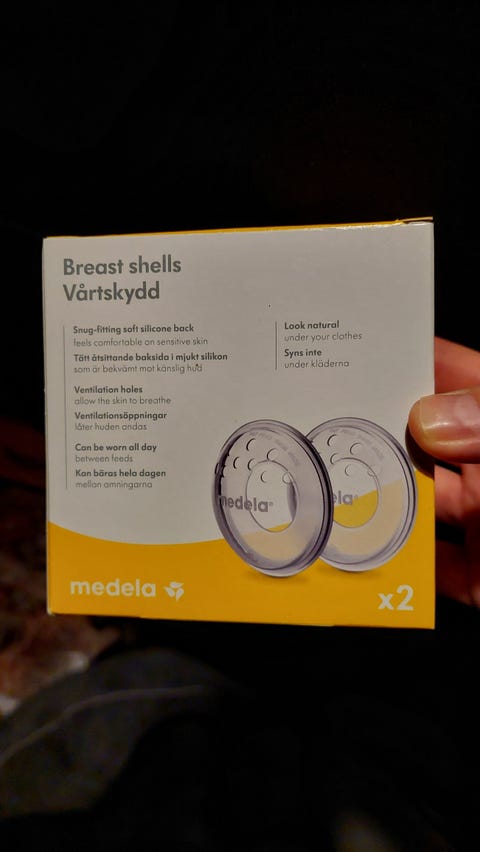 Breast shells
Vårtskydd
Snug-fitting soft silicone back
feels comfortable on sensitive skin
Tätt åtsittande baksida i mjukt silikon
som är bekvämt mot känslig hud
Ventilation holes
allow the skin to breathe
Ventilationsöppningar
låter huden andas
Can be worn all day
between feeds
Kan bäras hela dagen
mellan amningarna
Look natural
under your clothes
Syns inte
under kläderna
medela
ela
medela
x2